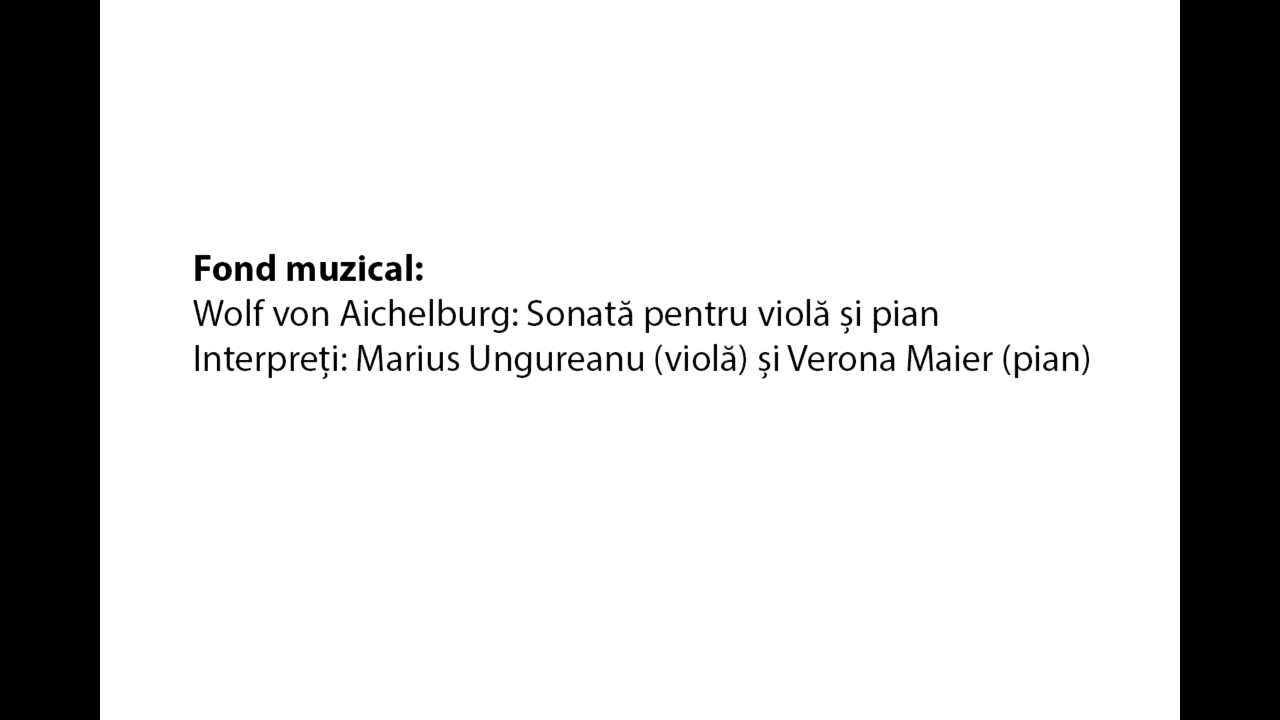 Fond muzical:
Wolf von Aichelburg: Sonată pentru violă și pian
Interpreți: Marius Ungureanu (violă) și Verona Maier (pian)